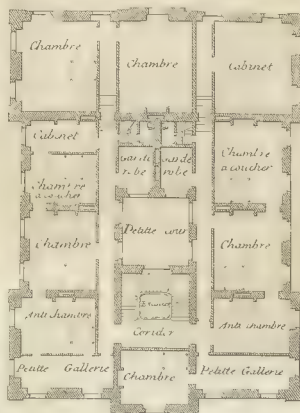 Chambre
Chambre
Cabinet
Cabinet
Garde
robe
Garde
robe
Chambre
a coucher
Chambre
a coucher
Petitte cour
Chambre
Chambre
Anti chambre
Coridor
Anti chambre
Petitte Gallerie
Chambre
Petitte Gallerie